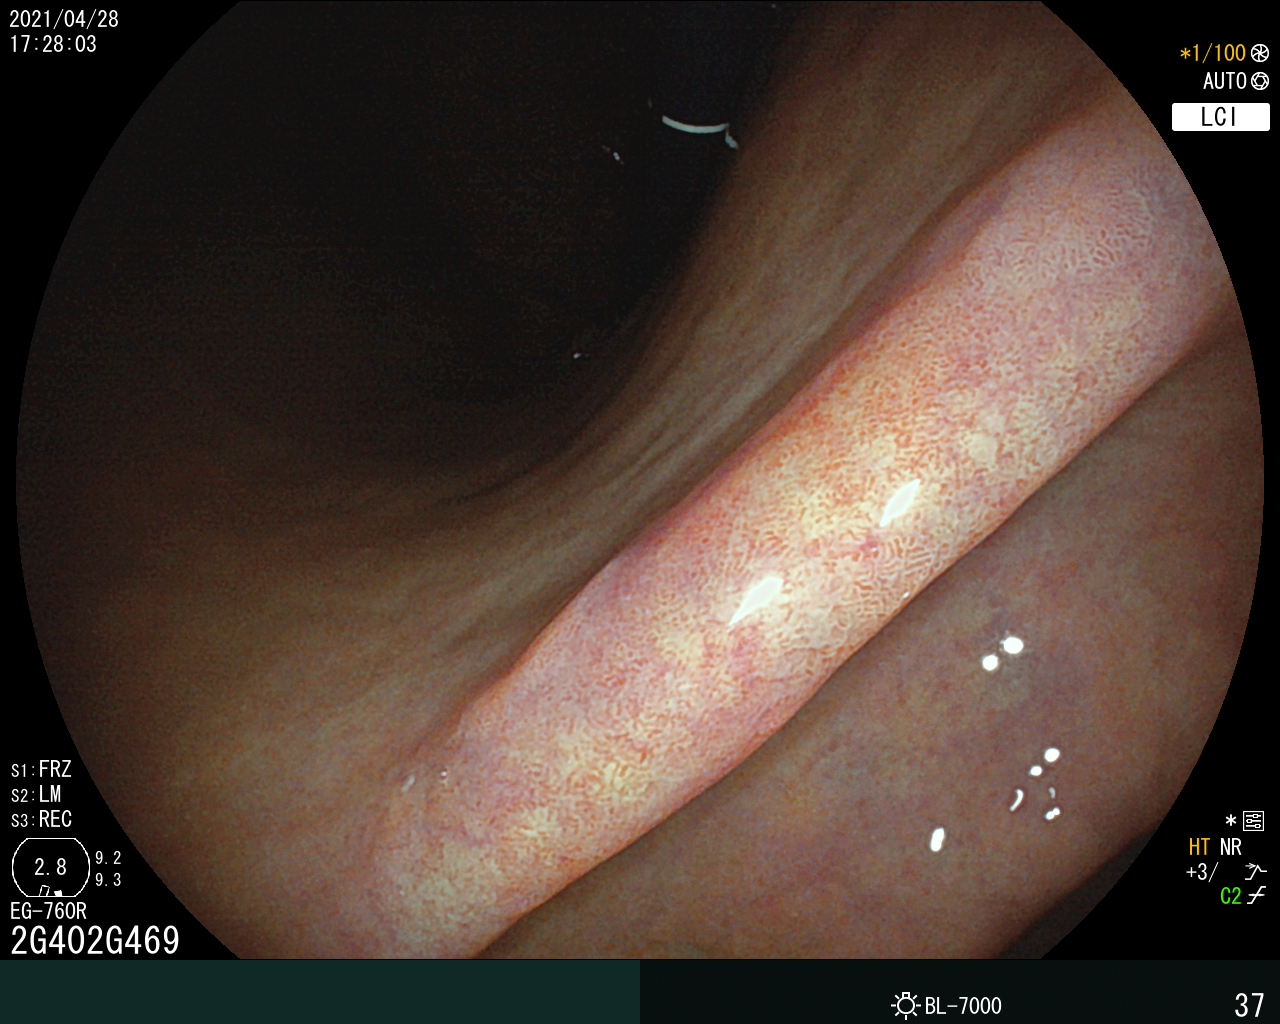 2021/04/28
17:28:03
*1/100
AUTO
LCI
S1:FRZ
S2:LM
S3:REC
2.8
9.2
9.3
EG-760R
2G402G469
*
HT NR
+3/
C2
BL-7000
37